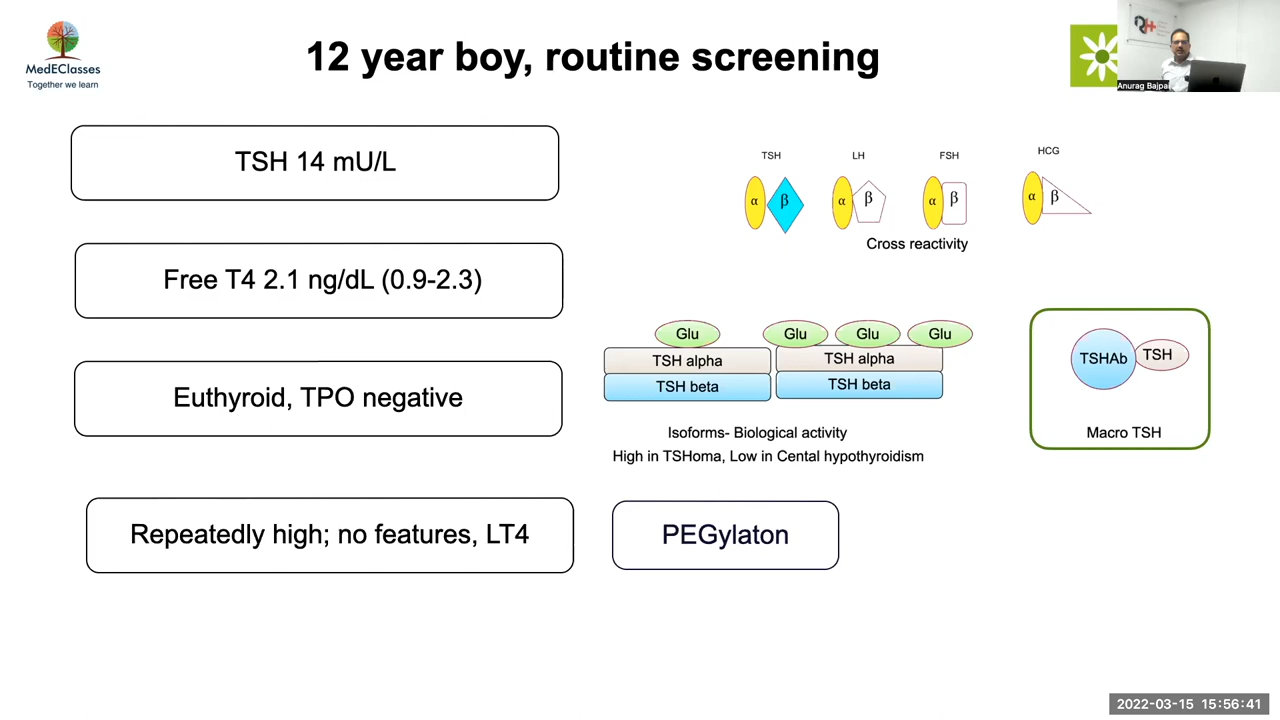 MedEClasses
Together we learn
12 year boy, routine screening
Anurag Bajpai
TSH 14 mU/L
Free T4 2.1 ng/dL (0.9-2.3)
Euthyroid, TPO negative
Repeatedly high; no features, LT4
TSH
LH
FSH
HCG
α
β
α
β
α
β
α
β
Cross reactivity
Glu
Glu
Glu
Glu
TSH alpha
TSH alpha
TSH beta
TSH beta
Isoforms- Biological activity
High in TSHoma, Low in Cental hypothyroidism
TSHAb
TSH
Macro TSH
PEGylaton
2022-03-15 15:56:41